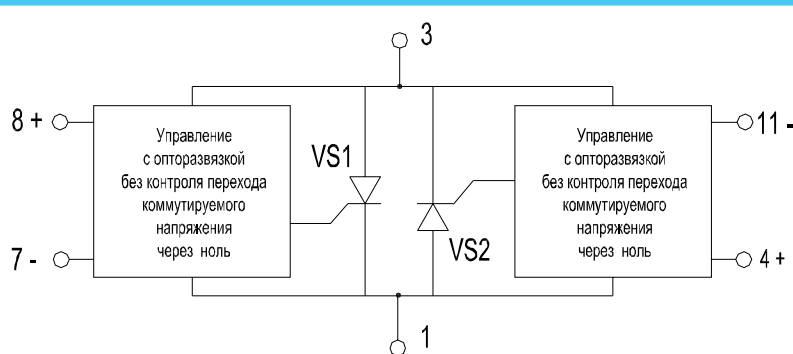 3
8 +
Управление
с опторазвязкой
без контроля перехода
коммутируемого
напряжения
через ноль
7 -
VS1
VS2
Управление
с опторазвязкой
без контроля перехода
коммутируемого
напряжения
через ноль
11 -
4 +
1